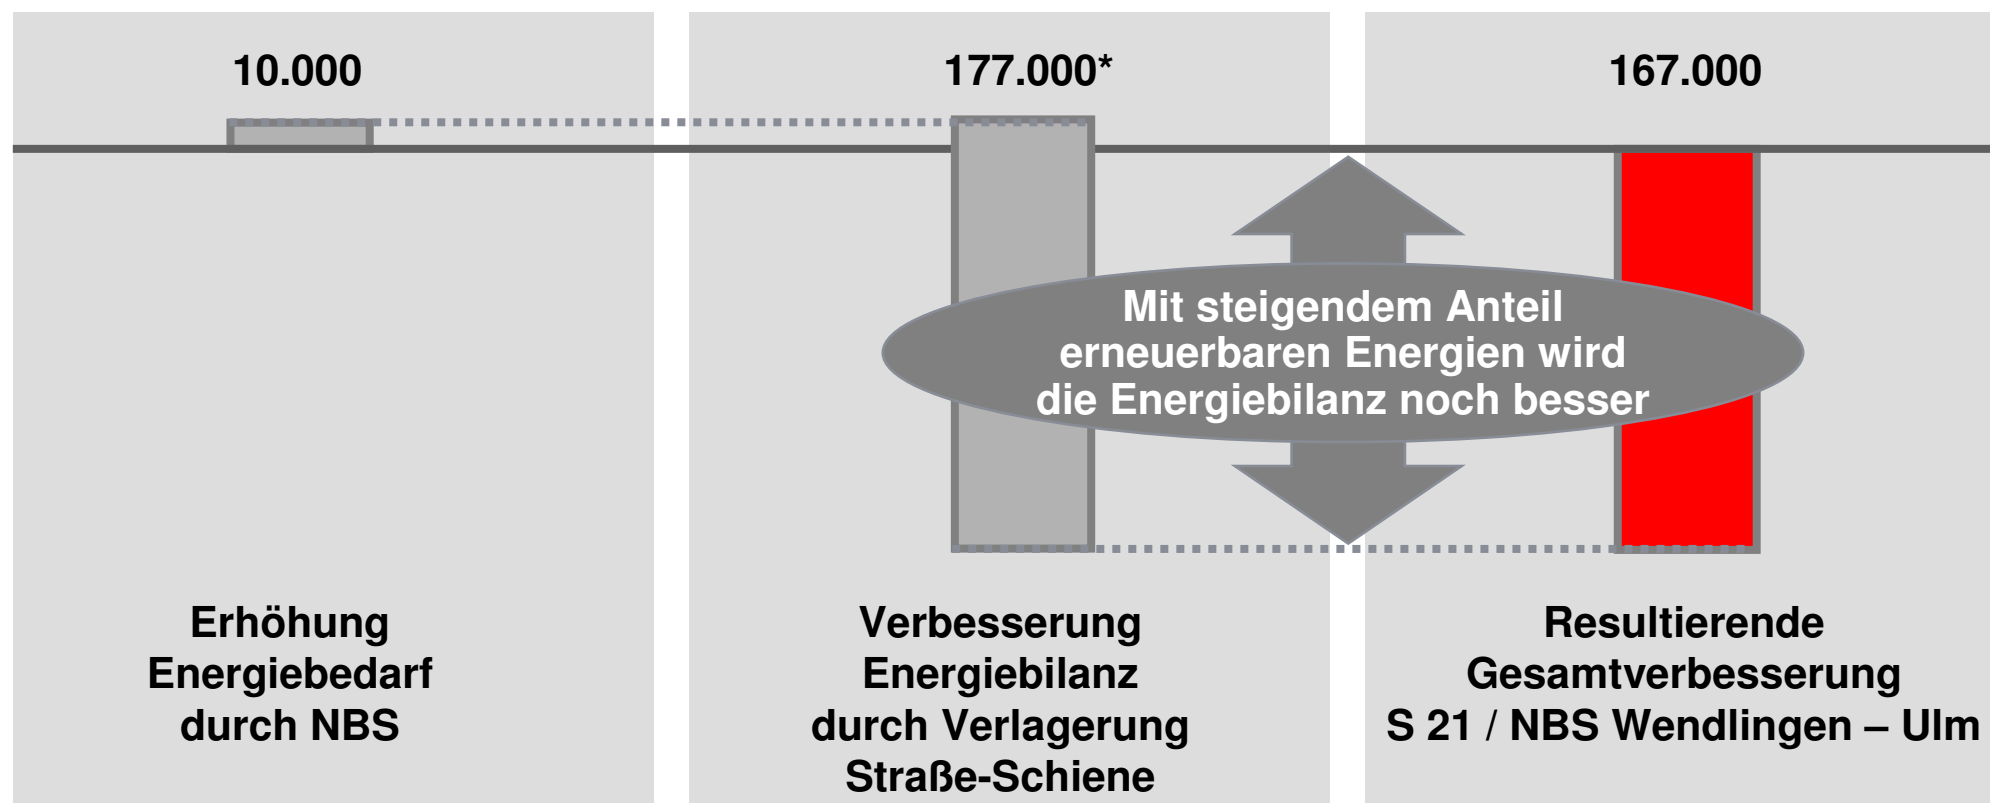 10.000
177.000*
167.000
Mit steigendem Anteil
erneuerbaren Energien wird
die Energiebilanz noch besser
Erhöhung
Energiebedarf
durch NBS
Verbesserung
Energiebilanz
durch Verlagerung
Straße-Schiene
Resultierende
Gesamtverbesserung
S 21 / NBS Wendlingen – Ulm